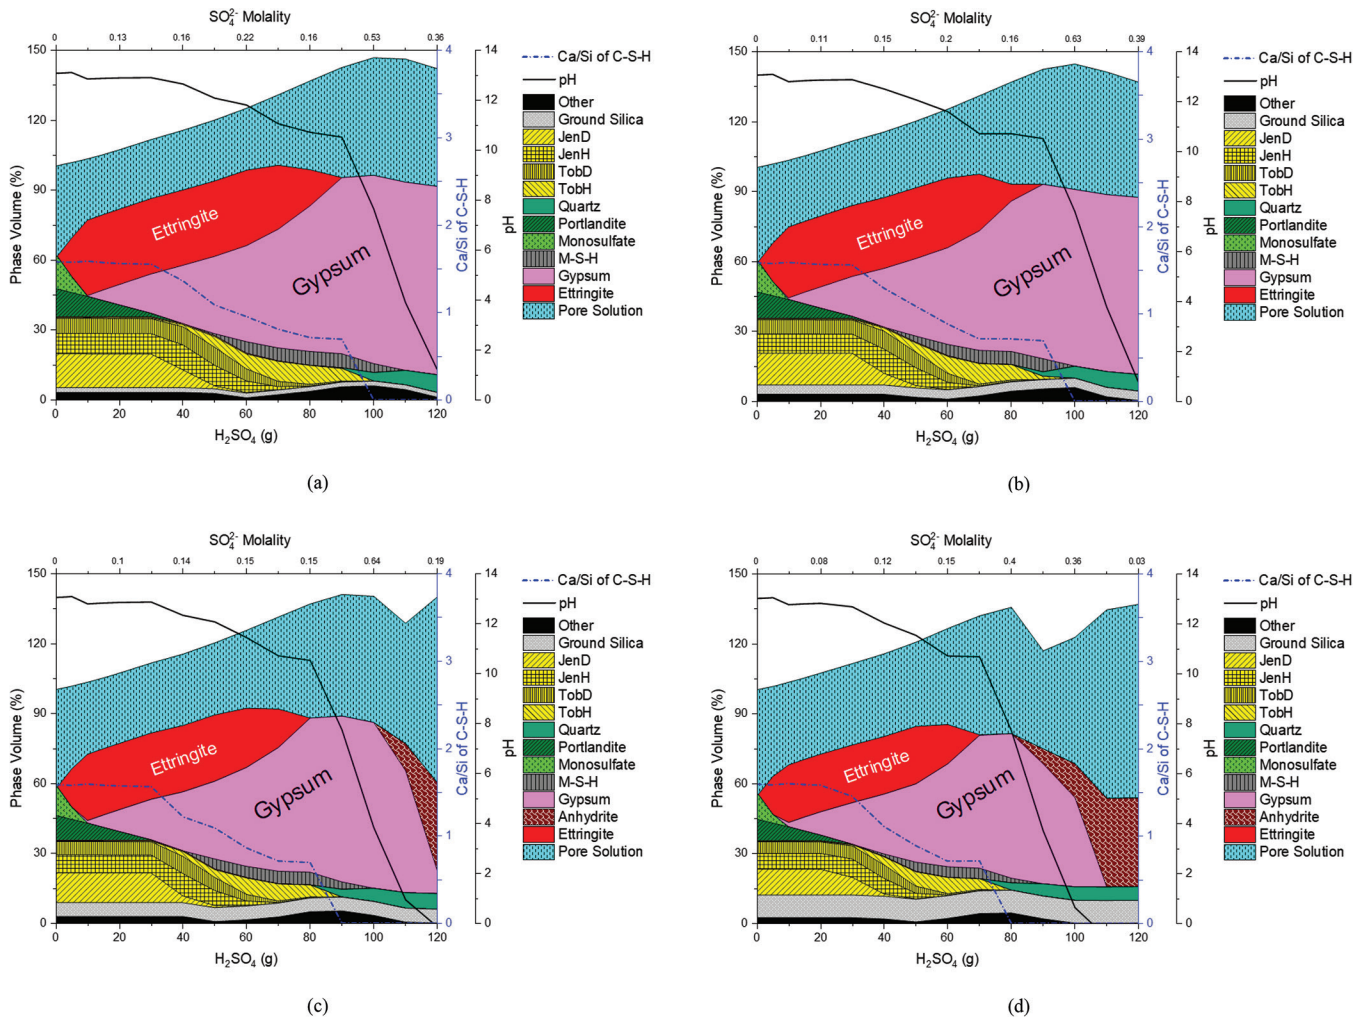 SO₄²⁻ Molality
0 0.13 0.16 0.22 0.16 0.53 0.36
150
120
90
60
30
0
Phase Volume (%)
Ettringite
Gypsum
0 20 40 60 80 100 120
H₂SO₄ (g)
4
3
2
1
0
Ca/Si of C-S-H
14
12
10
8
6
4
2
0
pH
Ca/Si of C-S-H
pH
Other
Ground Silica
JenD
JenH
TobD
TobH
Quartz
Portlandite
Monosulfate
M-S-H
Gypsum
Ettringite
Pore Solution
(a)
SO₄²⁻ Molality
0 0.11 0.15 0.2 0.16 0.63 0.39
150
120
90
60
30
0
Phase Volume (%)
Ettringite
Gypsum
0 20 40 60 80 100 120
H₂SO₄ (g)
4
3
2
1
0
Ca/Si of C-S-H
14
12
10
8
6
4
2
0
pH
Ca/Si of C-S-H
pH
Other
Ground Silica
JenD
JenH
TobD
TobH
Quartz
Portlandite
Monosulfate
M-S-H
Gypsum
Ettringite
Pore Solution
(b)
SO₄²⁻ Molality
0 0.1 0.14 0.15 0.15 0.64 0.19
150
120
90
60
30
0
Phase Volume (%)
Ettringite
Gypsum
0 20 40 60 80 100 120
H₂SO₄ (g)
4
3
2
1
0
Ca/Si of C-S-H
14
12
10
8
6
4
2
0
pH
Ca/Si of C-S-H
pH
Other
Ground Silica
JenD
JenH
TobD
TobH
Quartz
Portlandite
Monosulfate
M-S-H
Gypsum
Anhydrite
Ettringite
Pore Solution
(c)
SO₄²⁻ Molality
0 0.08 0.12 0.15 0.4 0.36 0.03
150
120
90
60
30
0
Phase Volume (%)
Ettringite
Gypsum
0 20 40 60 80 100 120
H₂SO₄ (g)
4
3
2
1
0
Ca/Si of C-S-H
14
12
10
8
6
4
2
0
pH
Ca/Si of C-S-H
pH
Other
Ground Silica
JenD
JenH
TobD
TobH
Quartz
Portlandite
Monosulfate
M-S-H
Gypsum
Anhydrite
Ettringite
Pore Solution
(d)